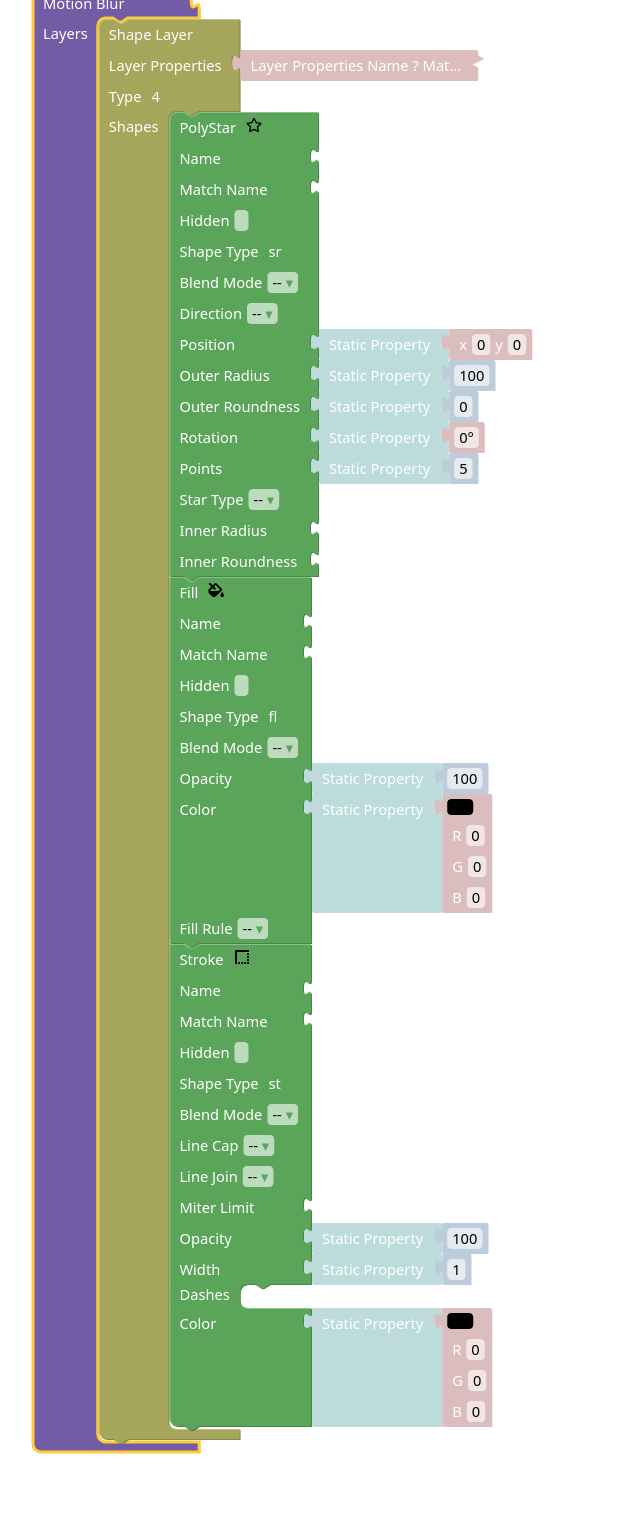 Motion Blur
Layers Shape Layer
Layer Properties Layer Properties Name ? Mat...
Type 4
Shapes PolyStar
Name
Match Name
Hidden
Shape Type sr
Blend Mode -- ▾
Direction -- ▾
Position Static Property x 0 y 0
Outer Radius Static Property 100
Outer Roundness Static Property 0
Rotation Static Property 0°
Points Static Property 5
Star Type -- ▾
Inner Radius
Inner Roundness
Fill
Name
Match Name
Hidden
Shape Type fl
Blend Mode -- ▾
Opacity Static Property 100
Color Static Property
R 0
G 0
B 0
Fill Rule -- ▾
Stroke
Name
Match Name
Hidden
Shape Type st
Blend Mode -- ▾
Line Cap -- ▾
Line Join -- ▾
Miter Limit
Opacity Static Property 100
Width Static Property 1
Dashes
Color Static Property
R 0
G 0
B 0